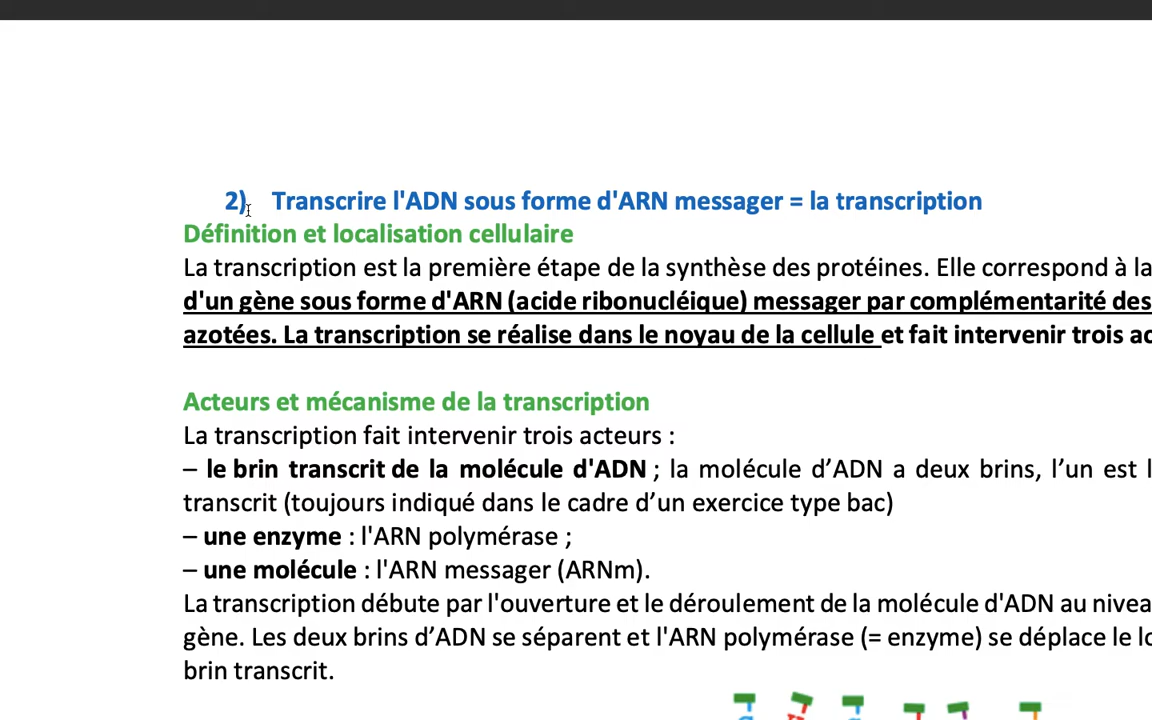 2) Transcrire l'ADN sous forme d'ARN messager = la transcription
Définition et localisation cellulaire
La transcription est la première étape de la synthèse des protéines. Elle correspond à la
d'un gène sous forme d'ARN (acide ribonucléique) messager par complémentarité des
azotées. La transcription se réalise dans le noyau de la cellule et fait intervenir trois ac
Acteurs et mécanisme de la transcription
La transcription fait intervenir trois acteurs :
– le brin transcrit de la molécule d'ADN ; la molécule d’ADN a deux brins, l’un est l
transcrit (toujours indiqué dans le cadre d’un exercice type bac)
– une enzyme : l'ARN polymérase ;
– une molécule : l'ARN messager (ARNm).
La transcription débute par l'ouverture et le déroulement de la molécule d'ADN au nivea
gène. Les deux brins d’ADN se séparent et l'ARN polymérase (= enzyme) se déplace le lo
brin transcrit.